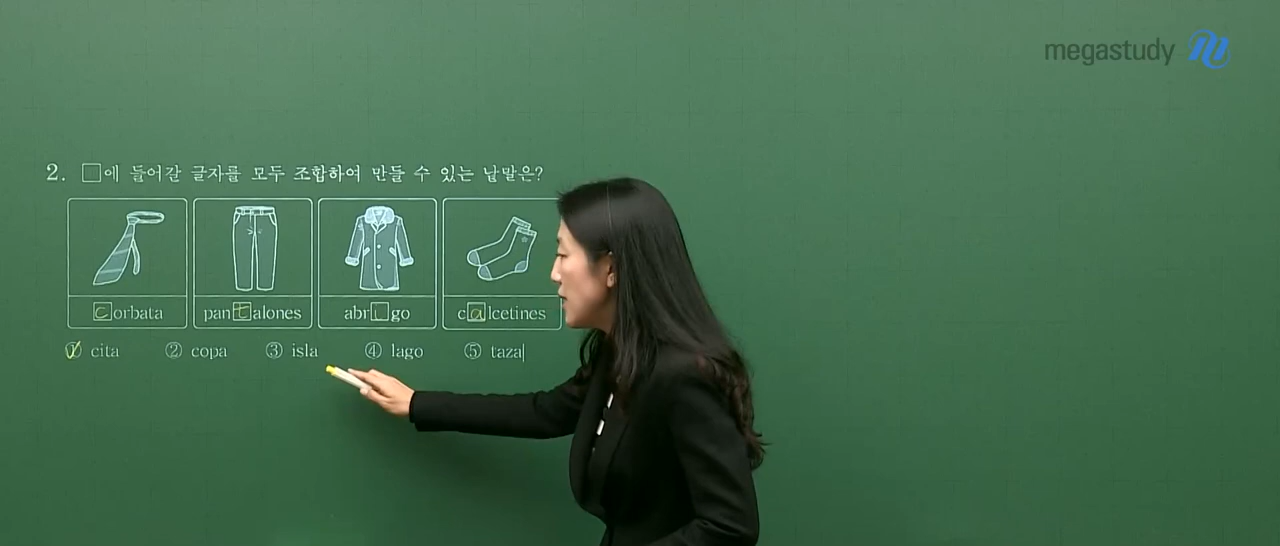 megastudy
2. □에 들어갈 글자를 모두 조합하여 만들 수 있는 낱말은?
corbata pantalones abrigo calcetines
① cita ② copa ③ isla ④ lago ⑤ taza